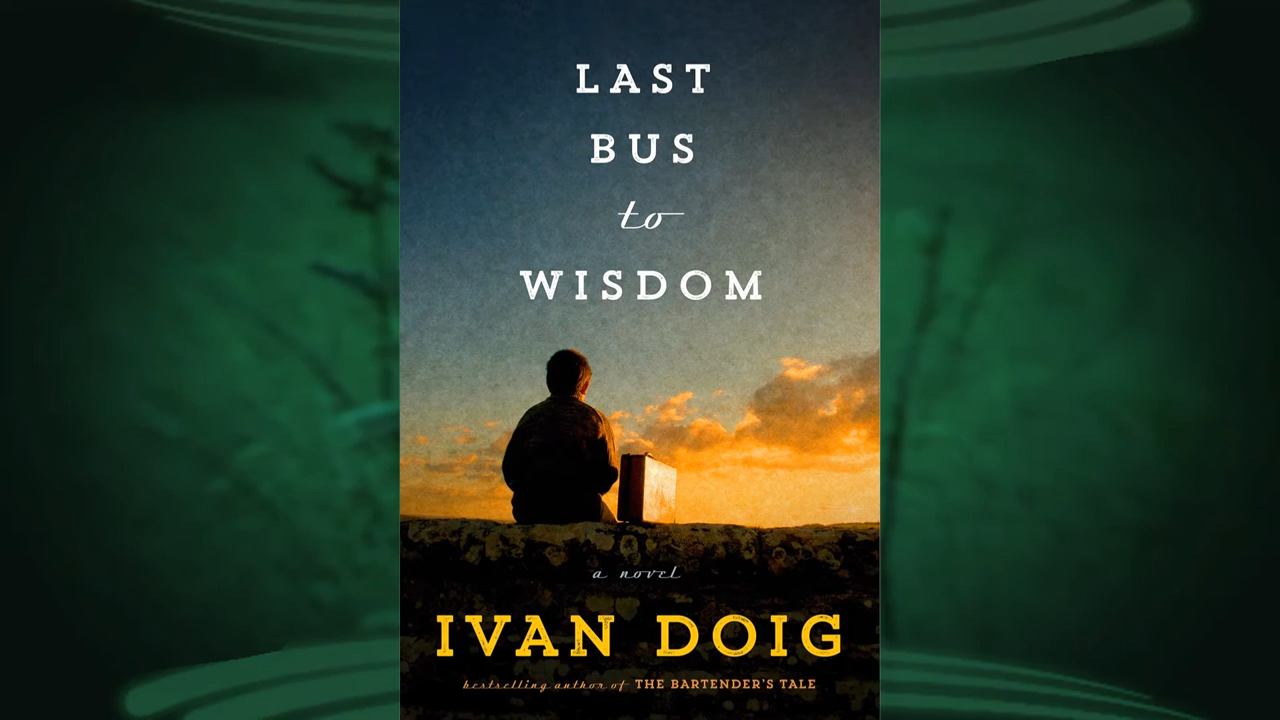 LAST
BUS
to
WISDOM
a novel
IVAN DOIG
bestselling author of THE BARTENDER'S TALE